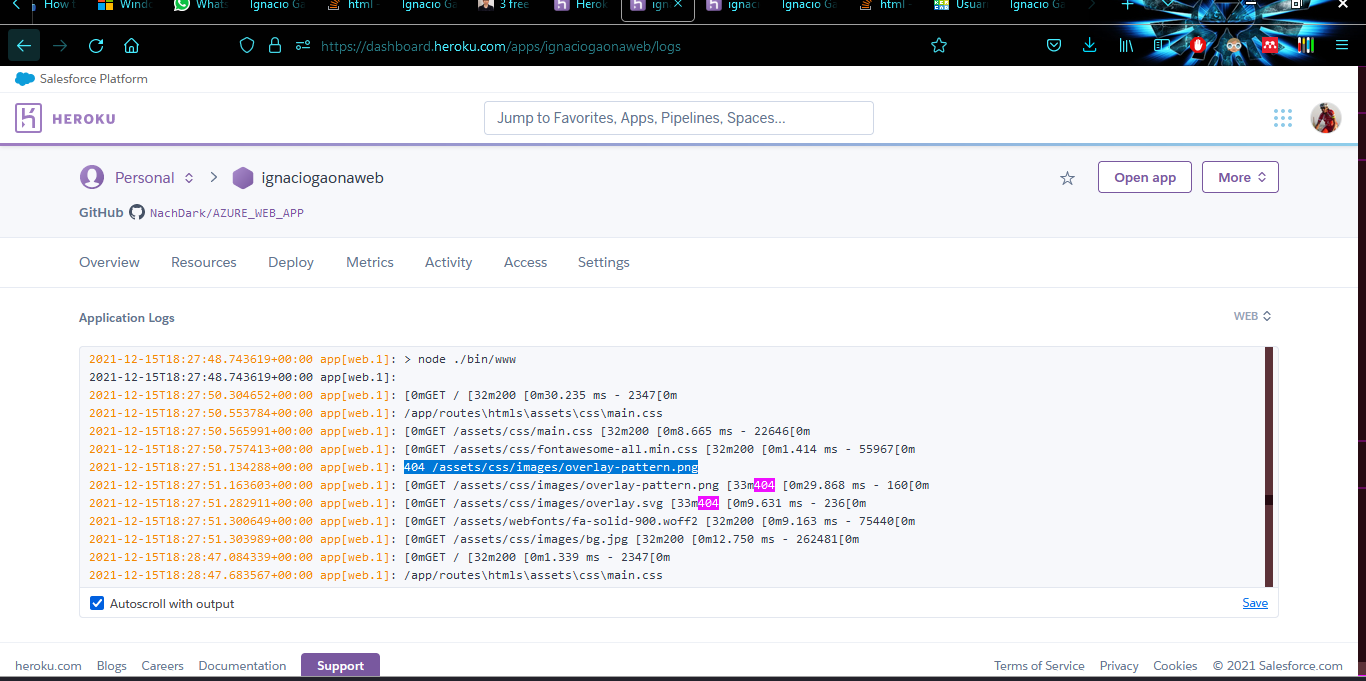 How t Wind Whats Ignacio Ga html - Ignacio Ga 3 free Herok ign ignaci Ignacio Ga html - Usuari Ignacio Ga
https://dashboard.heroku.com/apps/ignaciogaonaweb/logs
Salesforce Platform
HEROKU Jump to Favorites, Apps, Pipelines, Spaces...
Personal ignaciogaonaweb Open app More
GitHub NachDark/AZURE_WEB_APP
Overview Resources Deploy Metrics Activity Access Settings
Application Logs WEB
2021-12-15T18:27:48.743619+00:00 app[web.1]: > node ./bin/www
2021-12-15T18:27:48.743619+00:00 app[web.1]:
2021-12-15T18:27:50.304652+00:00 app[web.1]: [0mGET / [32m200 [0m30.235 ms - 2347[0m
2021-12-15T18:27:50.553784+00:00 app[web.1]: /app/routes\htmls\assets\css\main.css
2021-12-15T18:27:50.565991+00:00 app[web.1]: [0mGET /assets/css/main.css [32m200 [0m8.665 ms - 22646[0m
2021-12-15T18:27:50.757413+00:00 app[web.1]: [0mGET /assets/css/fontawesome-all.min.css [32m200 [0m1.414 ms - 55967[0m
2021-12-15T18:27:51.134288+00:00 app[web.1]: 404 /assets/css/images/overlay-pattern.png
2021-12-15T18:27:51.163603+00:00 app[web.1]: [0mGET /assets/css/images/overlay-pattern.png [33m404 [0m29.868 ms - 160[0m
2021-12-15T18:27:51.282911+00:00 app[web.1]: [0mGET /assets/css/images/overlay.svg [33m404 [0m9.631 ms - 236[0m
2021-12-15T18:27:51.300649+00:00 app[web.1]: [0mGET /assets/webfonts/fa-solid-900.woff2 [32m200 [0m9.163 ms - 75440[0m
2021-12-15T18:27:51.303989+00:00 app[web.1]: [0mGET /assets/css/images/bg.jpg [32m200 [0m12.750 ms - 262481[0m
2021-12-15T18:28:47.084339+00:00 app[web.1]: [0mGET / [32m200 [0m1.339 ms - 2347[0m
2021-12-15T18:28:47.683567+00:00 app[web.1]: /app/routes\htmls\assets\css\main.css
Autoscroll with output Save
heroku.com Blogs Careers Documentation Support Terms of Service Privacy Cookies © 2021 Salesforce.com